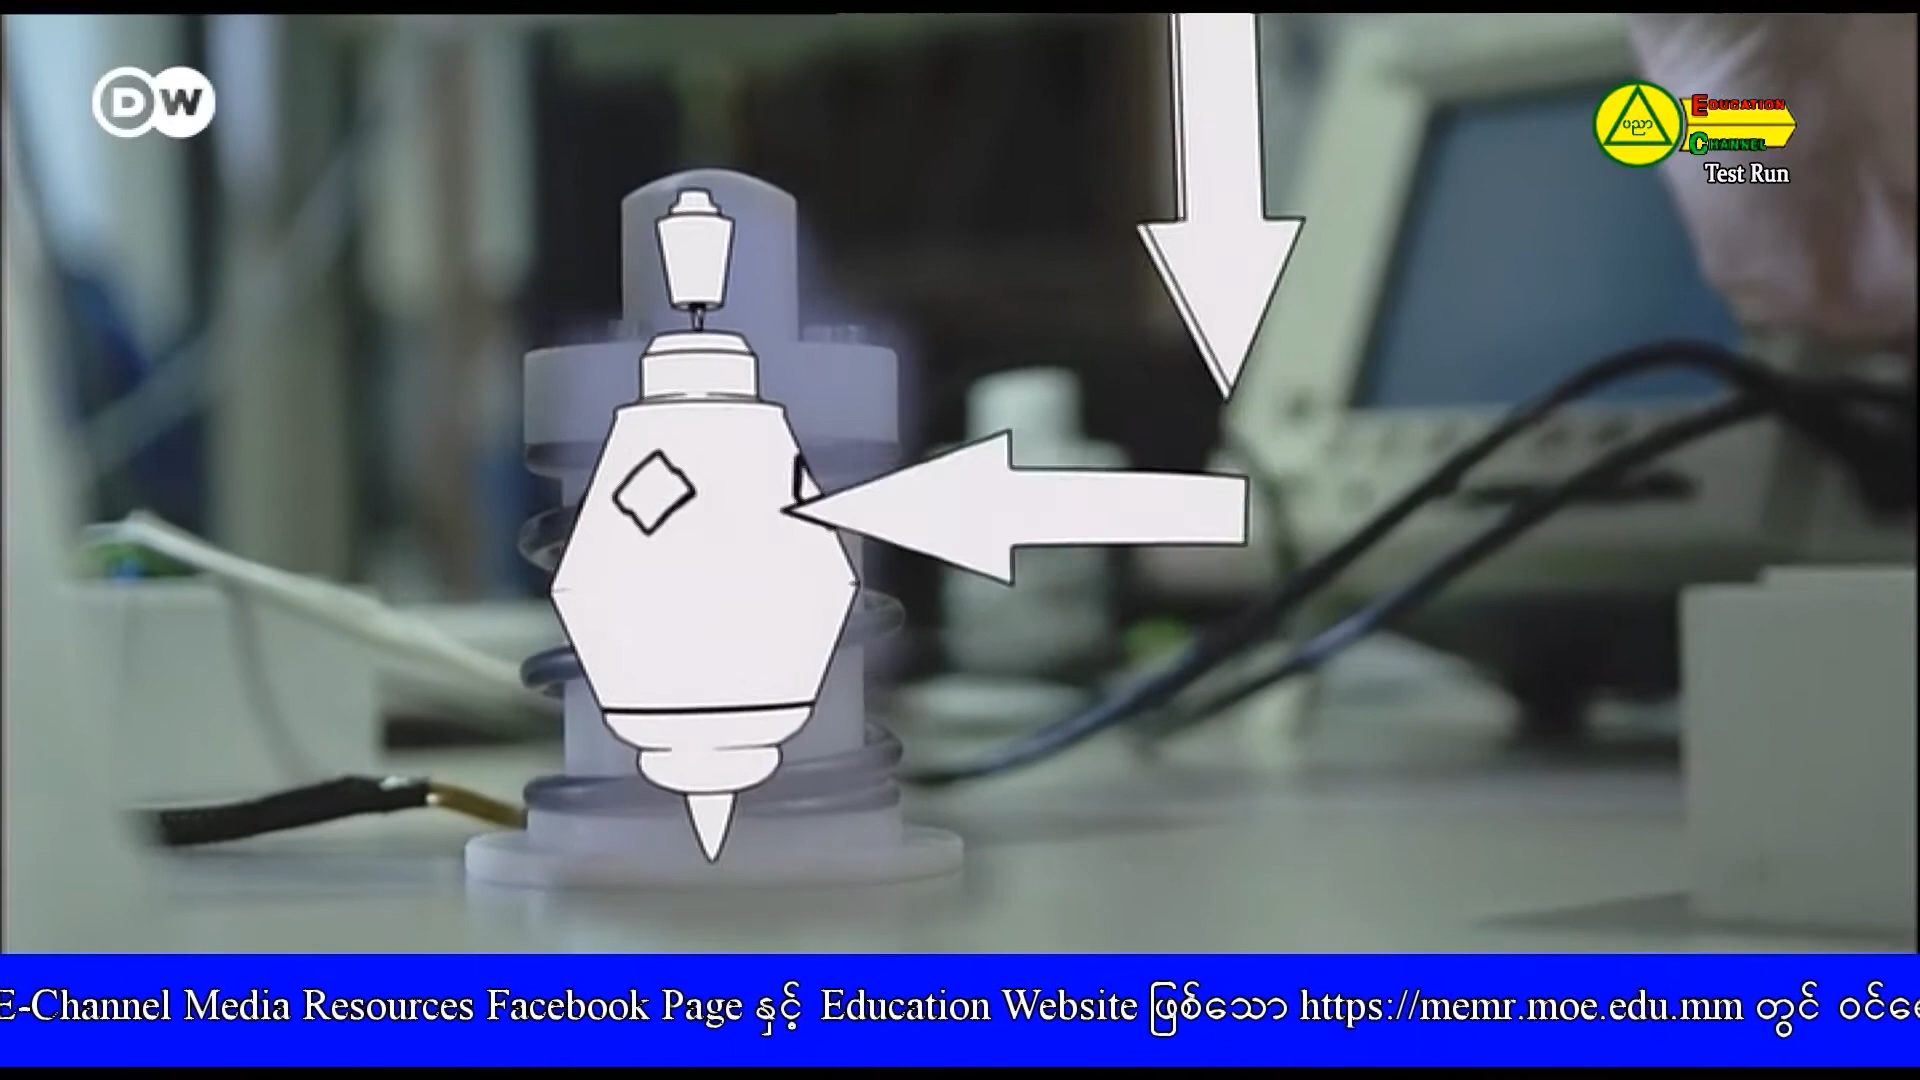 DW
ပညာ
EDUCATION
CHANNEL
Test Run
E-Channel Media Resources Facebook Page နှင့် Education Website ဖြစ်သော https://memr.moe.edu.mm တွင် ဝင်ရေ